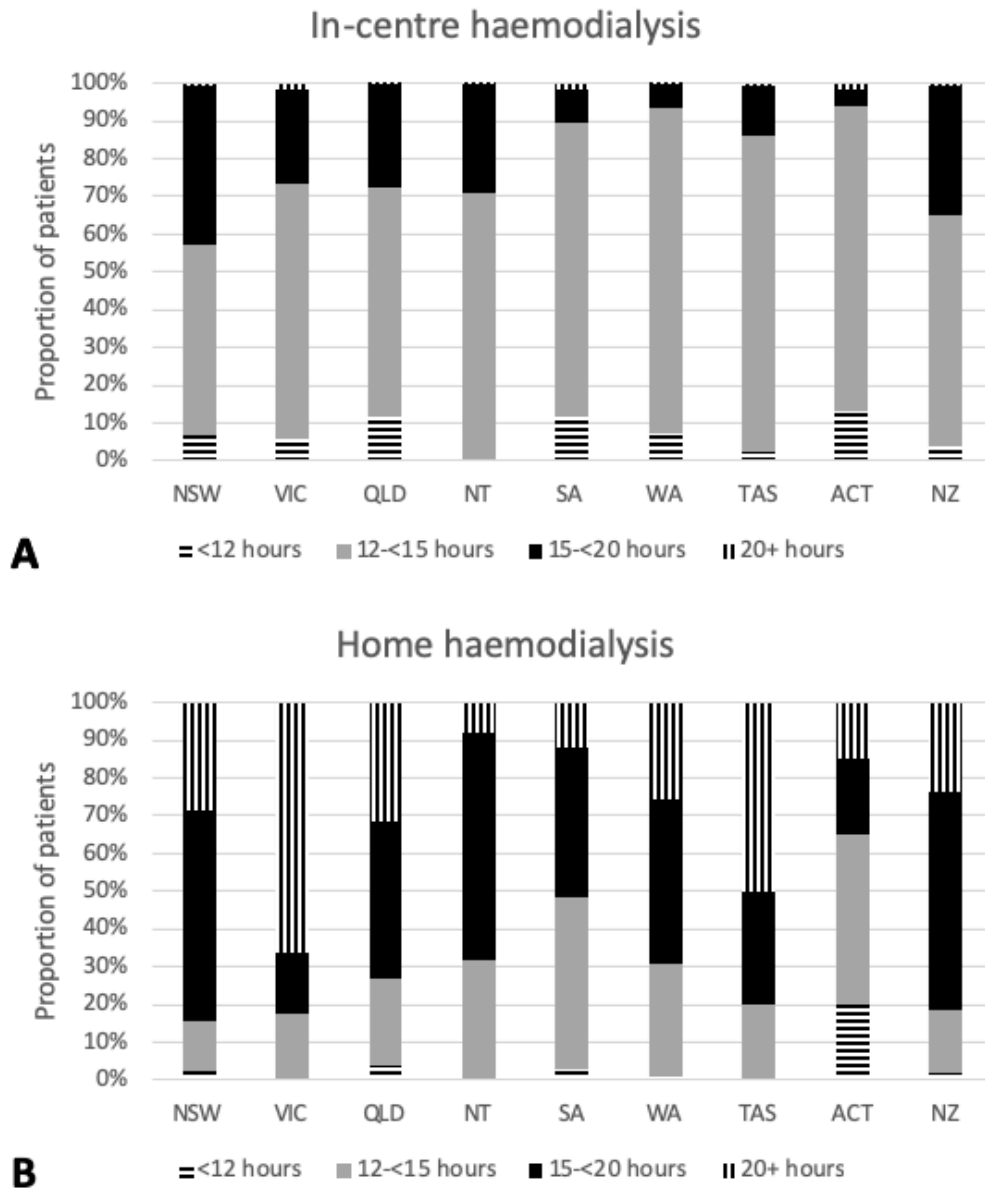 In-centre haemodialysis
Proportion of patients
100%
90%
80%
70%
60%
50%
40%
30%
20%
10%
0%
NSW VIC QLD NT SA WA TAS ACT NZ
A <12 hours 12-<15 hours 15-<20 hours 20+ hours
Home haemodialysis
Proportion of patients
100%
90%
80%
70%
60%
50%
40%
30%
20%
10%
0%
NSW VIC QLD NT SA WA TAS ACT NZ
B <12 hours 12-<15 hours 15-<20 hours 20+ hours